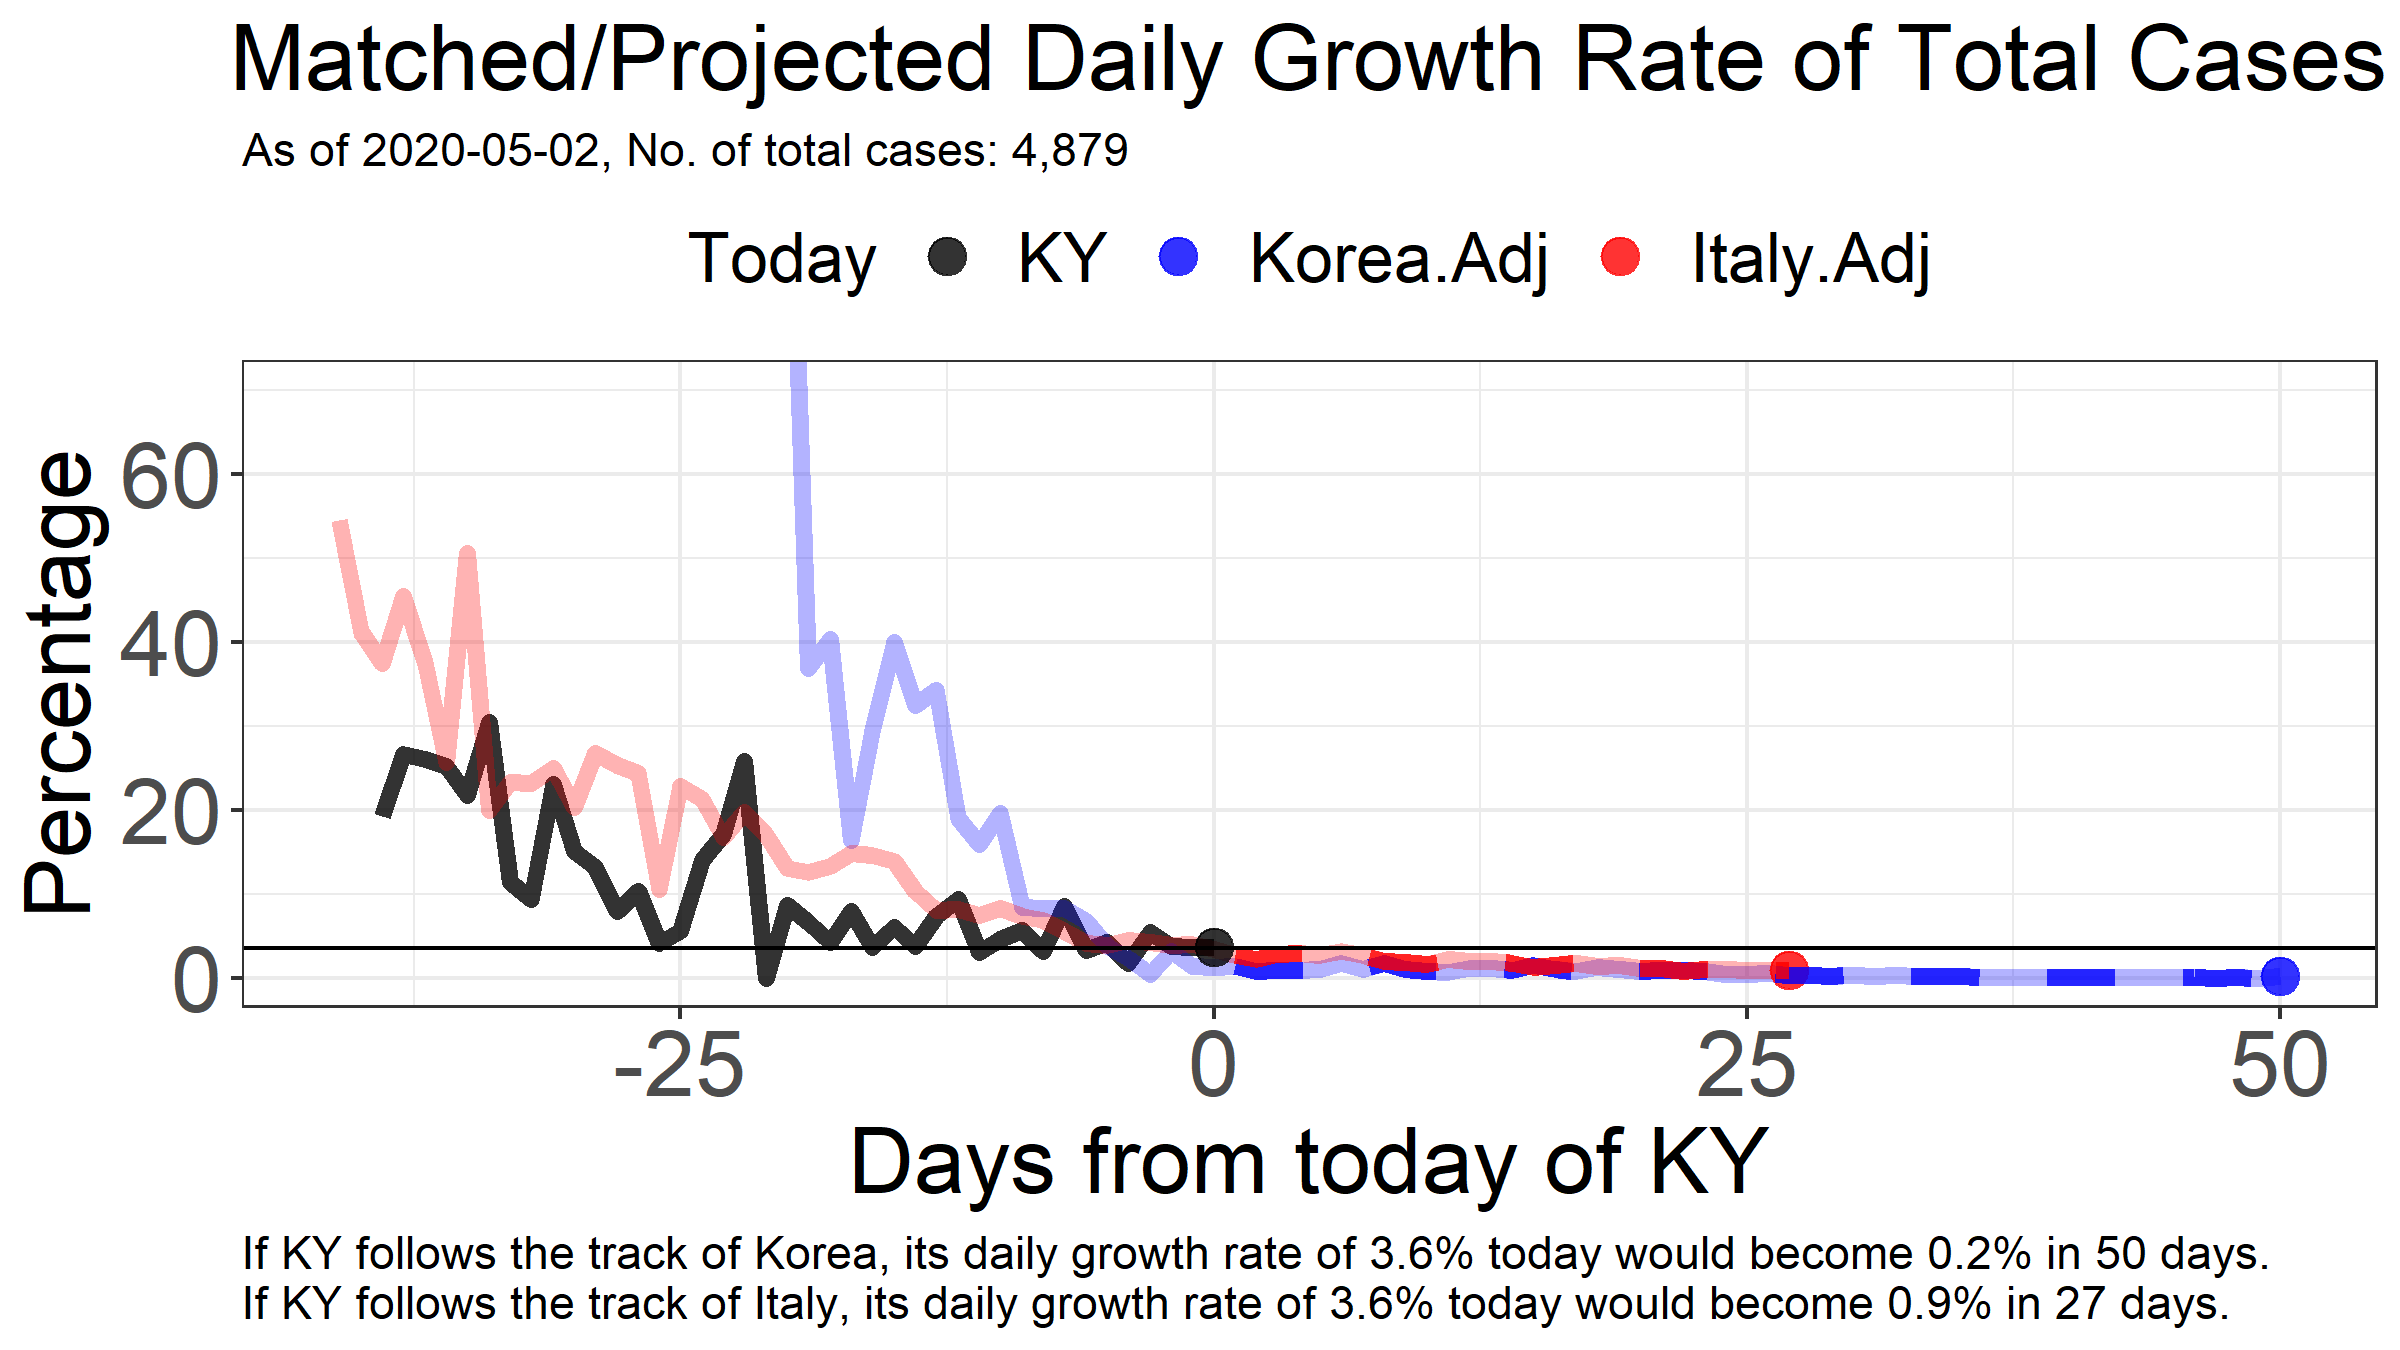 Matched/Projected Daily Growth Rate of Total Cases
As of 2020-05-02, No. of total cases: 4,879
Today KY Korea.Adj Italy.Adj
Percentage
60
40
20
0
-25 0 25 50
Days from today of KY
If KY follows the track of Korea, its daily growth rate of 3.6% today would become 0.2% in 50 days.
If KY follows the track of Italy, its daily growth rate of 3.6% today would become 0.9% in 27 days.